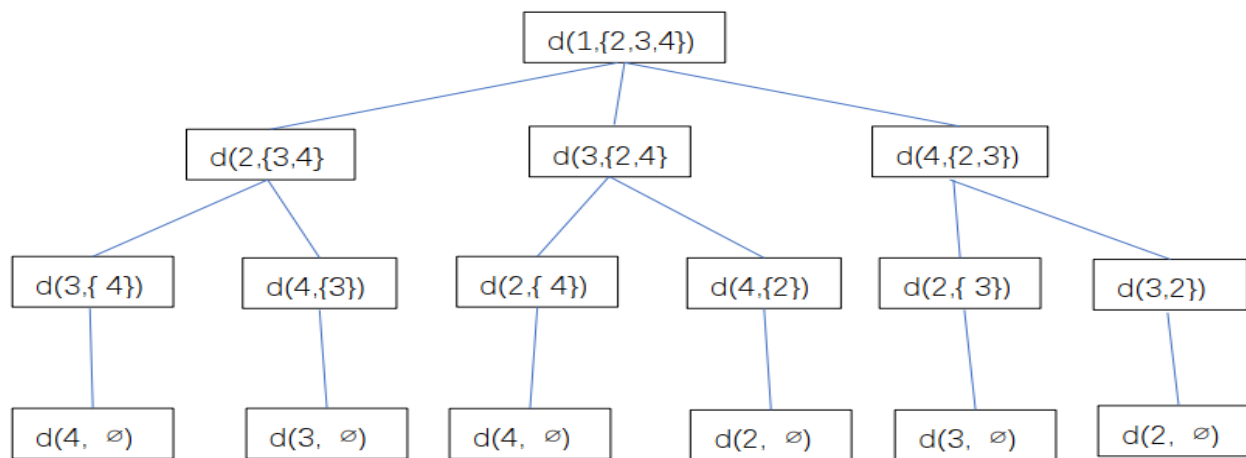 d(1,{2,3,4})
d(2,{3,4}
d(3,{2,4}
d(4,{2,3})
d(3,{ 4})
d(4,{3})
d(2,{ 4})
d(4,{2})
d(2,{ 3})
d(3,2})
d(4, ∅)
d(3, ∅)
d(4, ∅)
d(2, ∅)
d(3, ∅)
d(2, ∅)